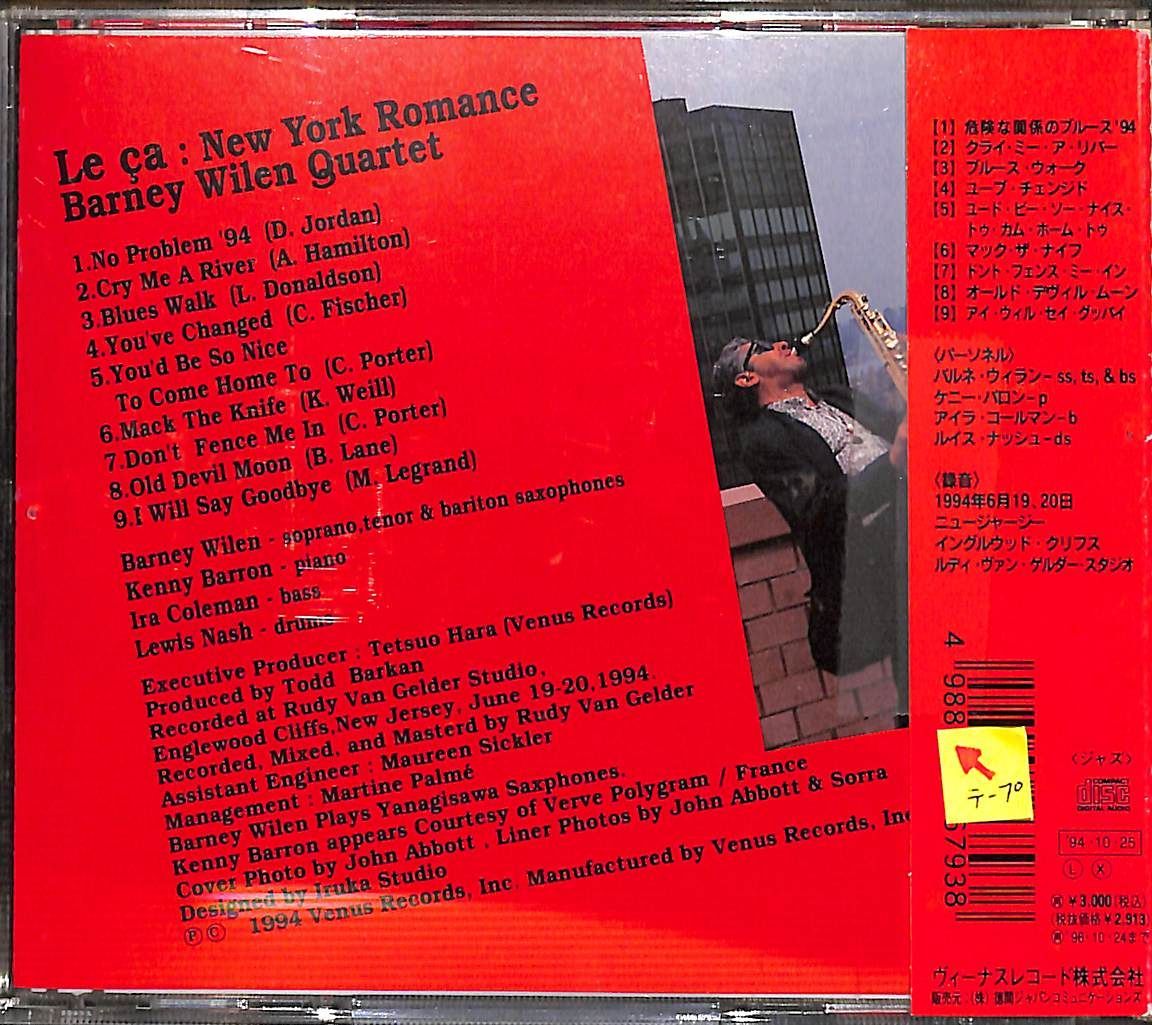 Le ça : New York Romance
Barney Wilen Quartet
1.No Problem '94 (D. Jordan)
2.Cry Me A River (A. Hamilton)
3.Blues Walk (L. Donaldson)
4.You've Changed (C. Fischer)
5.You'd Be So Nice
To Come Home To (C. Porter)
6.Mack The Knife (K. Weill)
7.Don't Fence Me In (C. Porter)
8.Old Devil Moon (B. Lane)
9.I Will Say Goodbye (M. Legrand)
Barney Wilen - soprano,tenor & bariton saxophones
Kenny Barron - piano
Ira Coleman - bass
Lewis Nash - drums
Executive Producer : Tetsuo Hara (Venus Records)
Produced by Todd Barkan
Recorded at Rudy Van Gelder Studio,
Englewood Cliffs,New Jersey, June 19-20,1994.
Recorded, Mixed, and Masterd by Rudy Van Gelder
Assistant Engineer : Maureen Sickler
Management : Martine Palmé
Barney Wilen Plays Yanagisawa Saxphones.
Kenny Barron appears Courtesy of Verve Polygram / France
Cover Photo by John Abbott , Liner Photos by John Abbott & Sorra
Designed by Iruka Studio
Ⓟ Ⓒ 1994 Venus Records, Inc. Manufactured by Venus Records, Inc
【1】危険な関係のブルース'94
【2】クライ・ミー・ア・リバー
【3】ブルース・ウォーク
【4】ユーブ・チェンジド
【5】ユード・ビー・ソー・ナイス・
トゥ・カム・ホーム・トゥ
【6】マック・ザ・ナイフ
【7】ドント・フェンス・ミー・イン
【8】オールド・デヴィル・ムーン
【9】アイ・ウィル・セイ・グッバイ
〈パーソネル〉
バルネ・ウィラン－ss, ts, & bs
ケニー・バロン－p
アイラ・コールマン－b
ルイス・ナッシュ－ds
〈録音〉
1994年6月19、20日
ニュージャージー
イングルウッド・クリフス
ルディ・ヴァン・ゲルダー・スタジオ
4 988
67938
テープ
〈ジャズ〉
COMPACT
disc
DIGITAL AUDIO
'94・10・25
Ⓛ Ⓧ
¥3,000(税込)
(税抜価格¥2,913)
'96・10・24まで
ヴィーナスレコード株式会社
販売元：(株)徳間ジャパンコミュニケーションズ